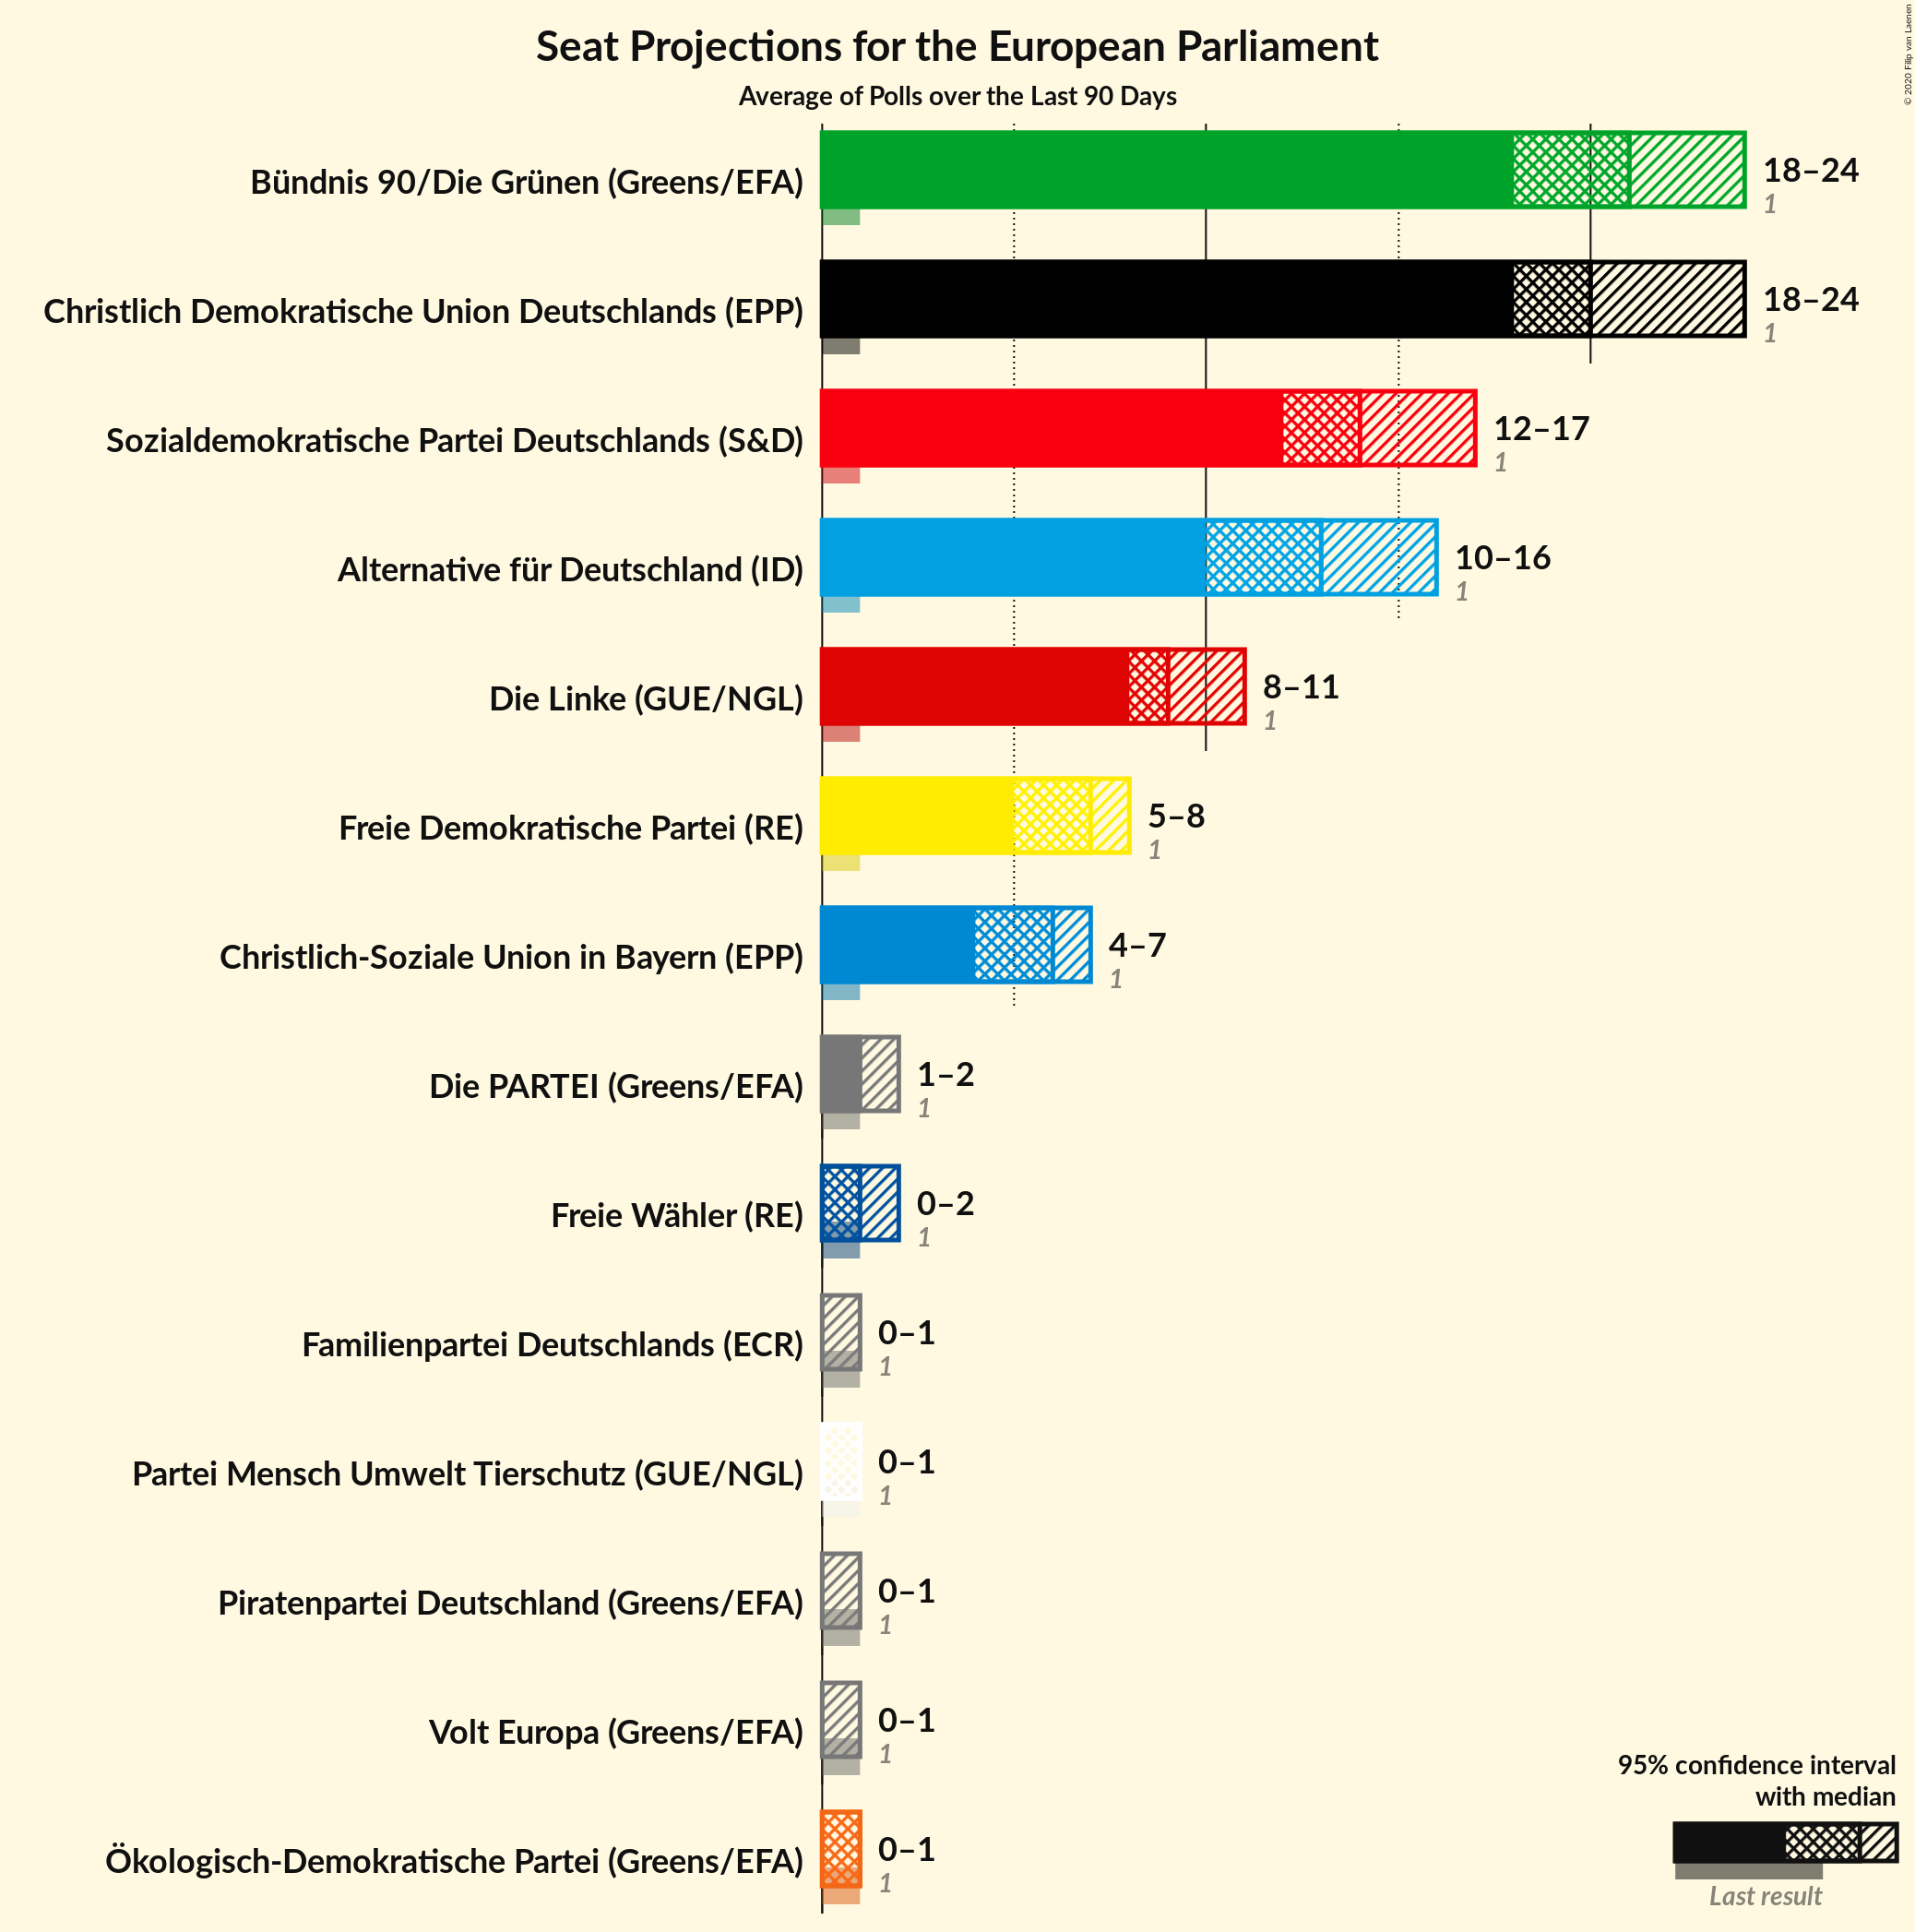 Seat Projections for the European Parliament
Average of Polls over the Last 90 Days
© 2020 Filip van Laenen
Bündnis 90/Die Grünen (Greens/EFA)
18–24
1
Christlich Demokratische Union Deutschlands (EPP)
18–24
1
Sozialdemokratische Partei Deutschlands (S&D)
12–17
1
Alternative für Deutschland (ID)
10–16
1
Die Linke (GUE/NGL)
8–11
1
Freie Demokratische Partei (RE)
5–8
1
Christlich-Soziale Union in Bayern (EPP)
4–7
1
Die PARTEI (Greens/EFA)
1–2
1
Freie Wähler (RE)
0–2
1
Familienpartei Deutschlands (ECR)
0–1
1
Partei Mensch Umwelt Tierschutz (GUE/NGL)
0–1
1
Piratenpartei Deutschland (Greens/EFA)
0–1
1
Volt Europa (Greens/EFA)
0–1
1
Ökologisch-Demokratische Partei (Greens/EFA)
0–1
1
95% confidence interval
with median
Last result